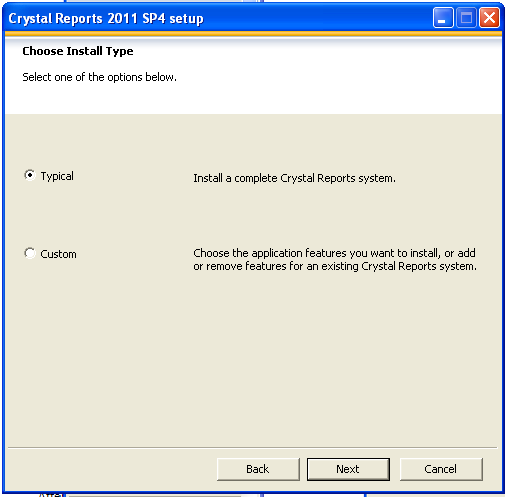 Crystal Reports 2011 SP4 setup
Choose Install Type
Select one of the options below.
Typical
Install a complete Crystal Reports system.
Custom
Choose the application features you want to install, or add
or remove features for an existing Crystal Reports system.
Back
Next
Cancel